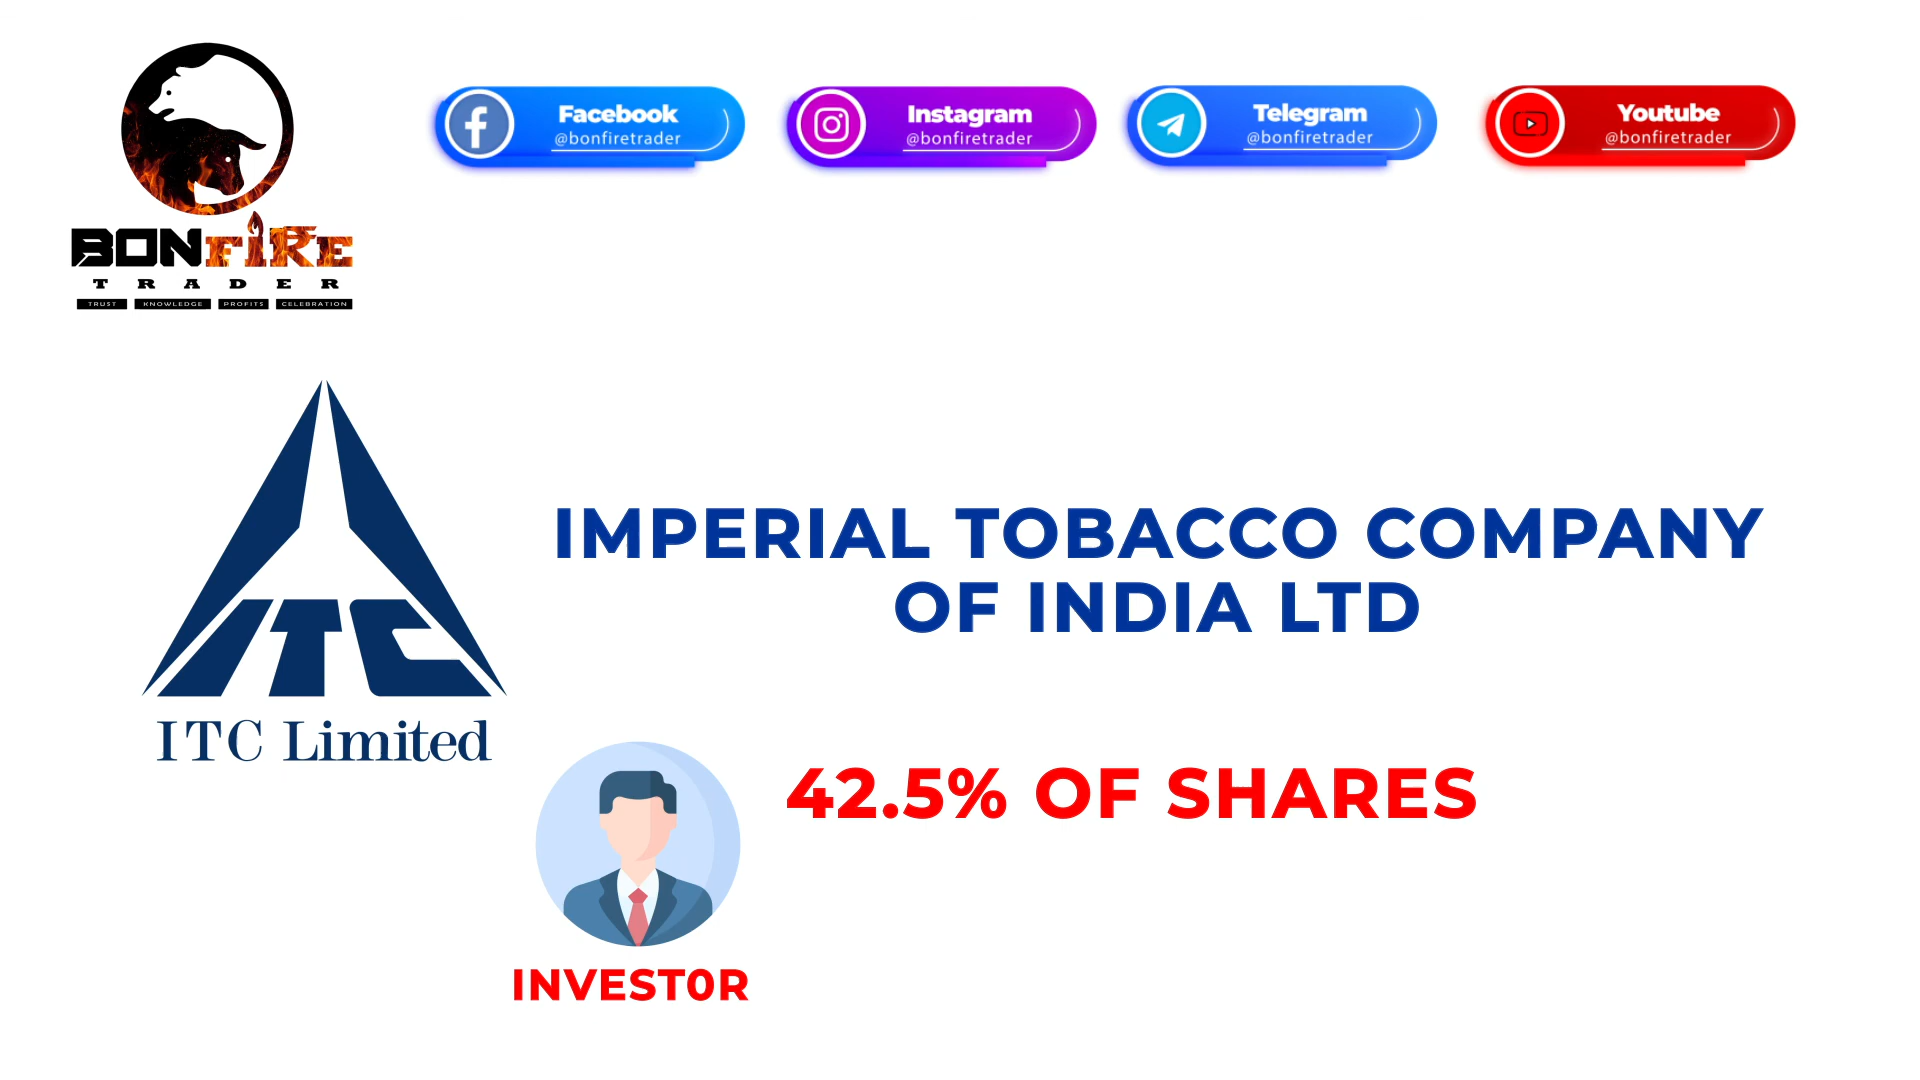 Facebook
@bonfiretrader
Instagram
@bonfiretrader
Telegram
@bonfiretrader
Youtube
@bonfiretrader
BONFIRE
TRADER
TRUST KNOWLEDGE PROFITS CELEBRATION
ITC
ITC Limited
IMPERIAL TOBACCO COMPANY
OF INDIA LTD
42.5% OF SHARES
INVEST0R